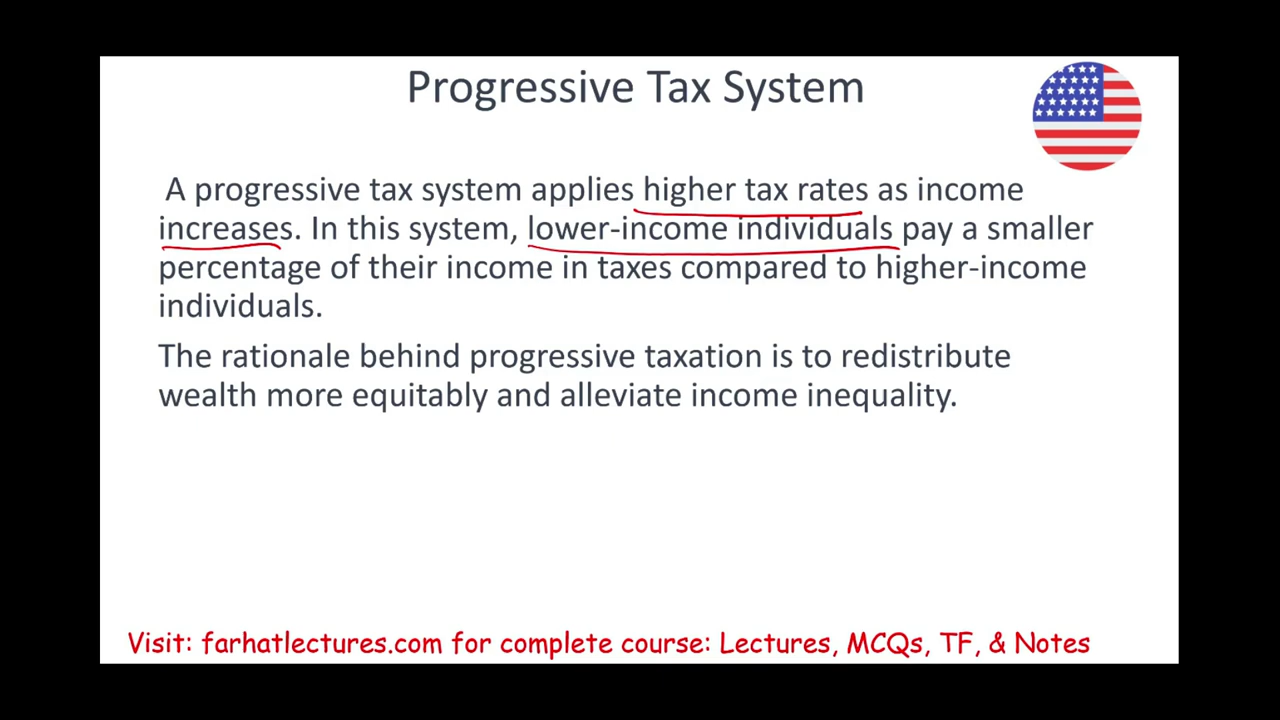 Progressive Tax System
A progressive tax system applies higher tax rates as income
increases. In this system, lower-income individuals pay a smaller
percentage of their income in taxes compared to higher-income
individuals.
The rationale behind progressive taxation is to redistribute
wealth more equitably and alleviate income inequality.
Visit: farhatlectures.com for complete course: Lectures, MCQs, TF, & Notes